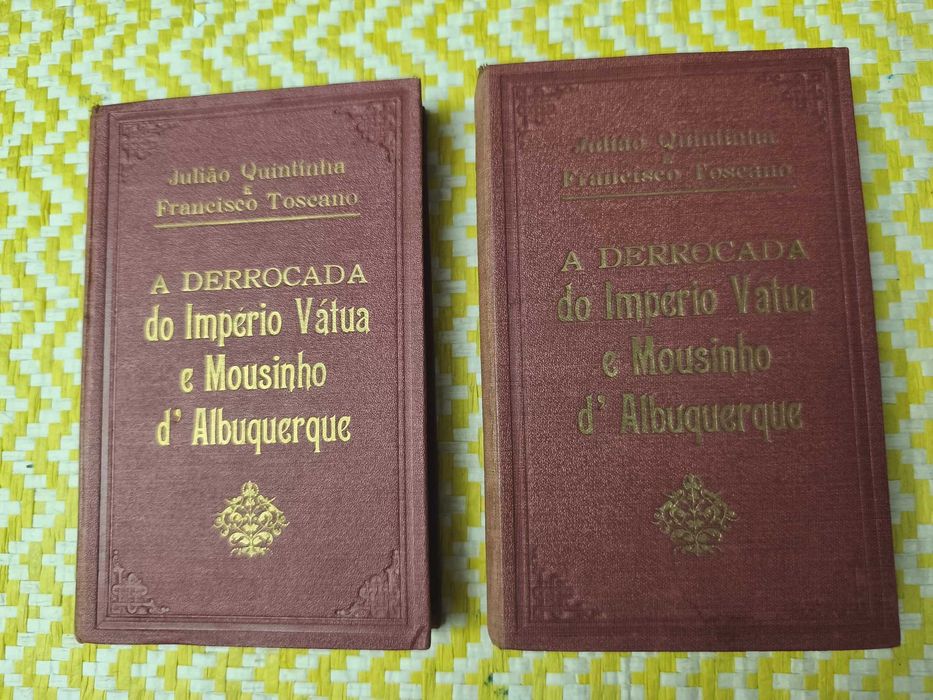 Julião Quintinha
E
Francisco Toscano
A DERROCADA
do Império Vátua
e Mousinho
d' Albuquerque
Julião Quintinha
E
Francisco Toscano
A DERROCADA
do Império Vátua
e Mousinho
d' Albuquerque